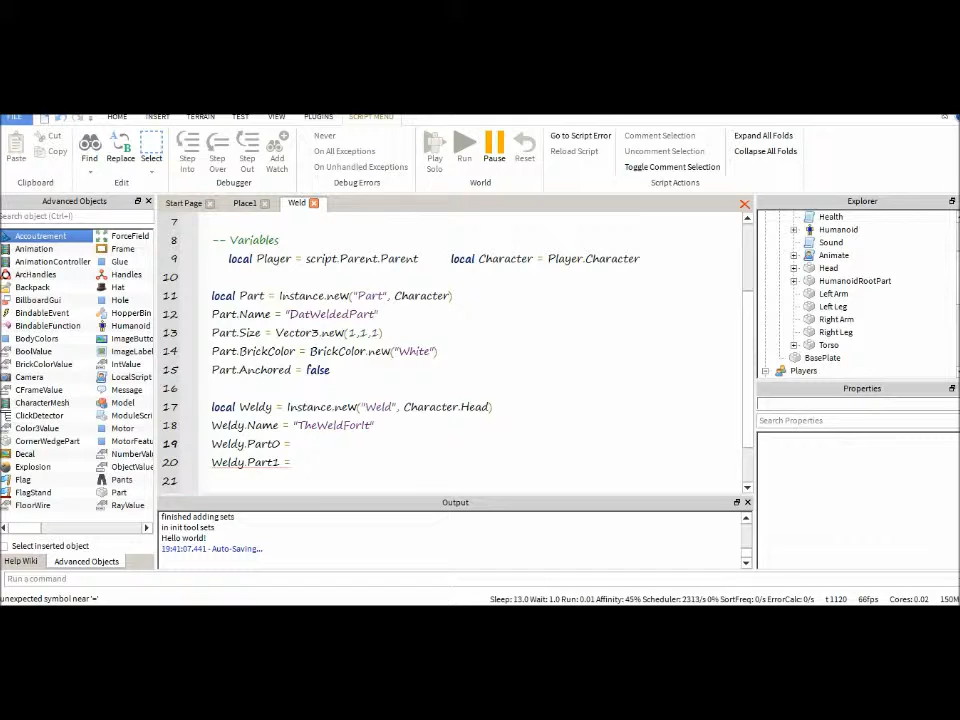 FILE
HOME
INSERT
TERRAIN
TEST
VIEW
PLUGINS
SCRIPT MENU
Paste
Cut
Copy
Clipboard
Find
Replace
Select
Edit
Step Into
Step Over
Step Out
Add Watch
Debugger
Never
On All Exceptions
On Unhandled Exceptions
Debug Errors
Play Solo
Run
Pause
Reset
World
Go to Script Error
Reload Script
Comment Selection
Uncomment Selection
Toggle Comment Selection
Expand All Folds
Collapse All Folds
Script Actions
Advanced Objects
Search object (Ctrl+I)
Accoutrement
Animation
AnimationController
ArcHandles
Backpack
BillboardGui
BindableEvent
BindableFunction
BodyColors
BoolValue
BrickColorValue
Camera
CFrameValue
CharacterMesh
ClickDetector
Color3Value
CornerWedgePart
Decal
Explosion
Flag
FlagStand
FloorWire
ForceField
Frame
Glue
Handles
Hat
Hole
HopperBin
Humanoid
ImageButto
ImageLabel
IntValue
LocalScript
Message
Model
ModuleScri
Motor
MotorFeatu
NumberVal
ObjectValue
Pants
Part
RayValue
Select inserted object
Help Wiki
Advanced Objects
Start Page
Place1
Weld
7
8 -- Variables
9 local Player = script.Parent.Parent local Character = Player.Character
10
11 local Part = Instance.new("Part", Character)
12 Part.Name = "DatWeldedPart"
13 Part.Size = Vector3.new(1,1,1)
14 Part.BrickColor = BrickColor.new("White")
15 Part.Anchored = false
16
17 local Weldy = Instance.new("Weld", Character.Head)
18 Weldy.Name = "TheWeldForIt"
19 Weldy.Part0 =
20 Weldy.Part1 =
21
Output
finished adding sets
in init tool sets
Hello world!
19:41:07.441 - Auto-Saving...
Explorer
Health
Humanoid
Sound
Animate
Head
HumanoidRootPart
Left Arm
Left Leg
Right Arm
Right Leg
Torso
BasePlate
Players
Properties
Search Properties
Run a command
unexpected symbol near '='
Sleep: 13.0 Wait: 1.0 Run: 0.01 Affinity: 45% Scheduler: 2313/s 0% SortFreq: 0/s ErrorCalc: 0/s
t 1120
66fps
Cores: 0.02
150M